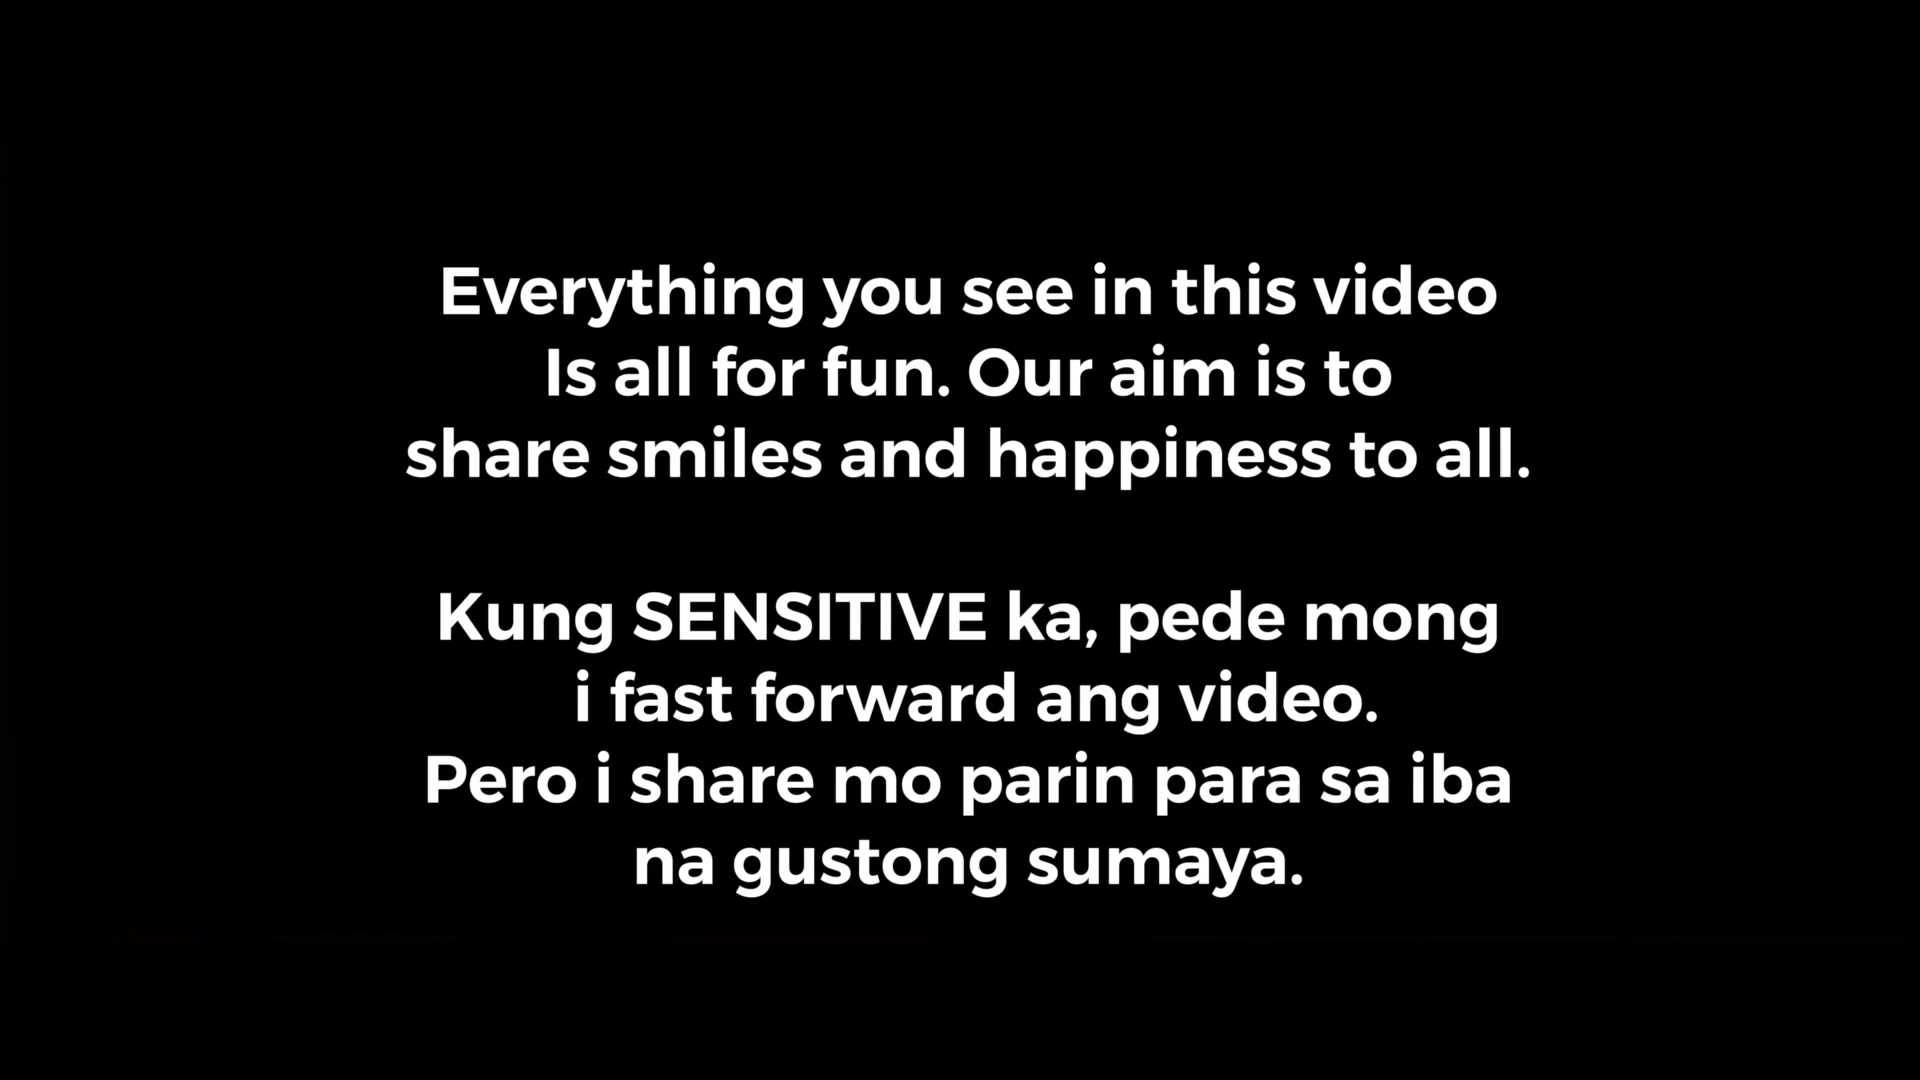 Everything you see in this video
Is all for fun. Our aim is to
share smiles and happiness to all.
Kung SENSITIVE ka, pede mong
i fast forward ang video.
Pero i share mo parin para sa iba
na gustong sumaya.